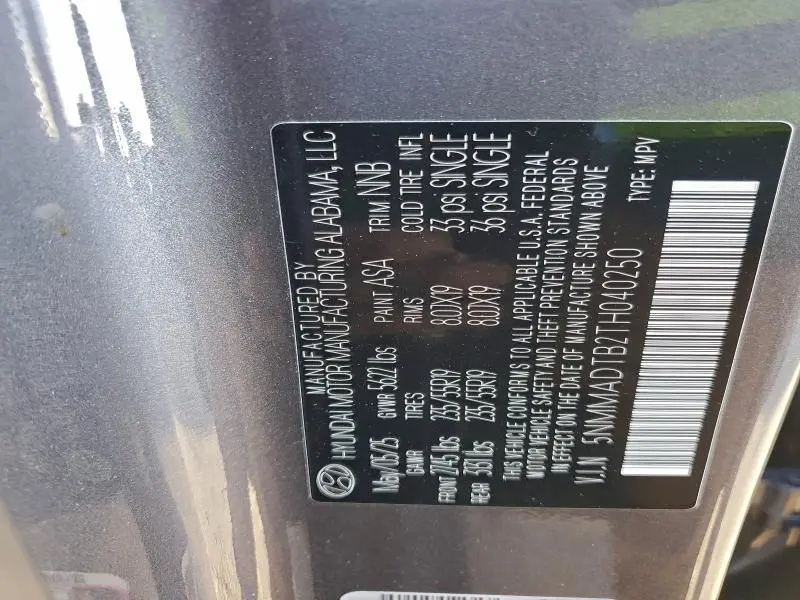 MANUFACTURED BY
HYUNDAI MOTOR MANUFACTURING ALABAMA, LLC
May/05/25 GVWR 5622 lbs PAINT ASA TRIM NNB
GAWR TIRES RIMS COLD TIRE INFL
FRONT 2745 lbs 235/55R19 8.0JX19 33 psi SINGLE
REAR 3131 lbs 235/55R19 8.0JX19 36 psi SINGLE
THIS VEHICLE CONFORMS TO ALL APPLICABLE U.S.A. FEDERAL
MOTOR VEHICLE SAFETY AND THEFT PREVENTION STANDARDS
IN EFFECT ON THE DATE OF MANUFACTURE SHOWN ABOVE
V.I.N 5NMMADTB2TH040250 TYPE: MPV